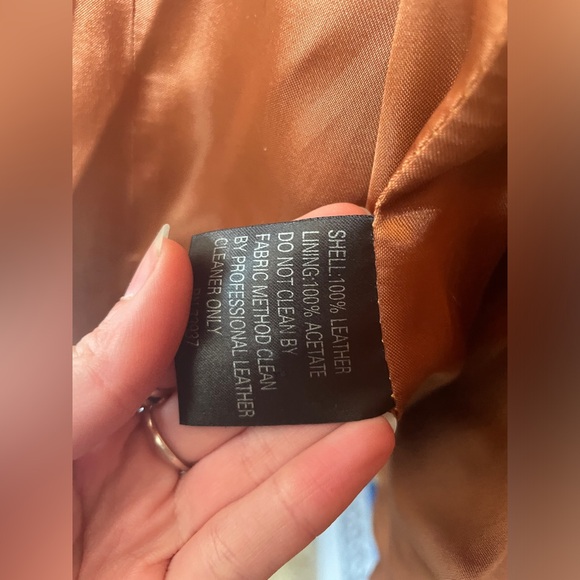 SHELL:100% LEATHER
LINING:100% ACETATE
DO NOT CLEAN BY
FABRIC METHOD CLEAN
BY PROFESSIONAL LEATHER
CLEANER ONLY